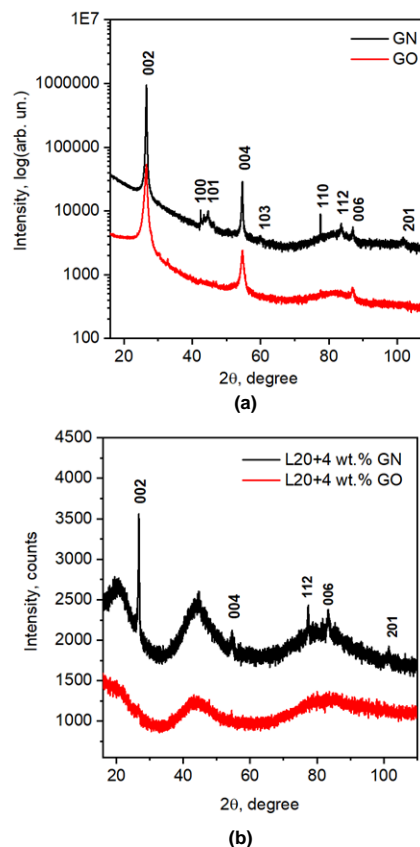 1E7
1000000
100000
10000
1000
100
Intensity, log(arb. un.)
GN
GO
002
100
101
004
103
110
112
006
201
20 40 60 80 100
2θ, degree
(a)
4500
4000
3500
3000
2500
2000
1500
1000
Intensity, counts
L20+4 wt.% GN
L20+4 wt.% GO
002
004
112
006
201
20 40 60 80 100
2θ, degree
(b)